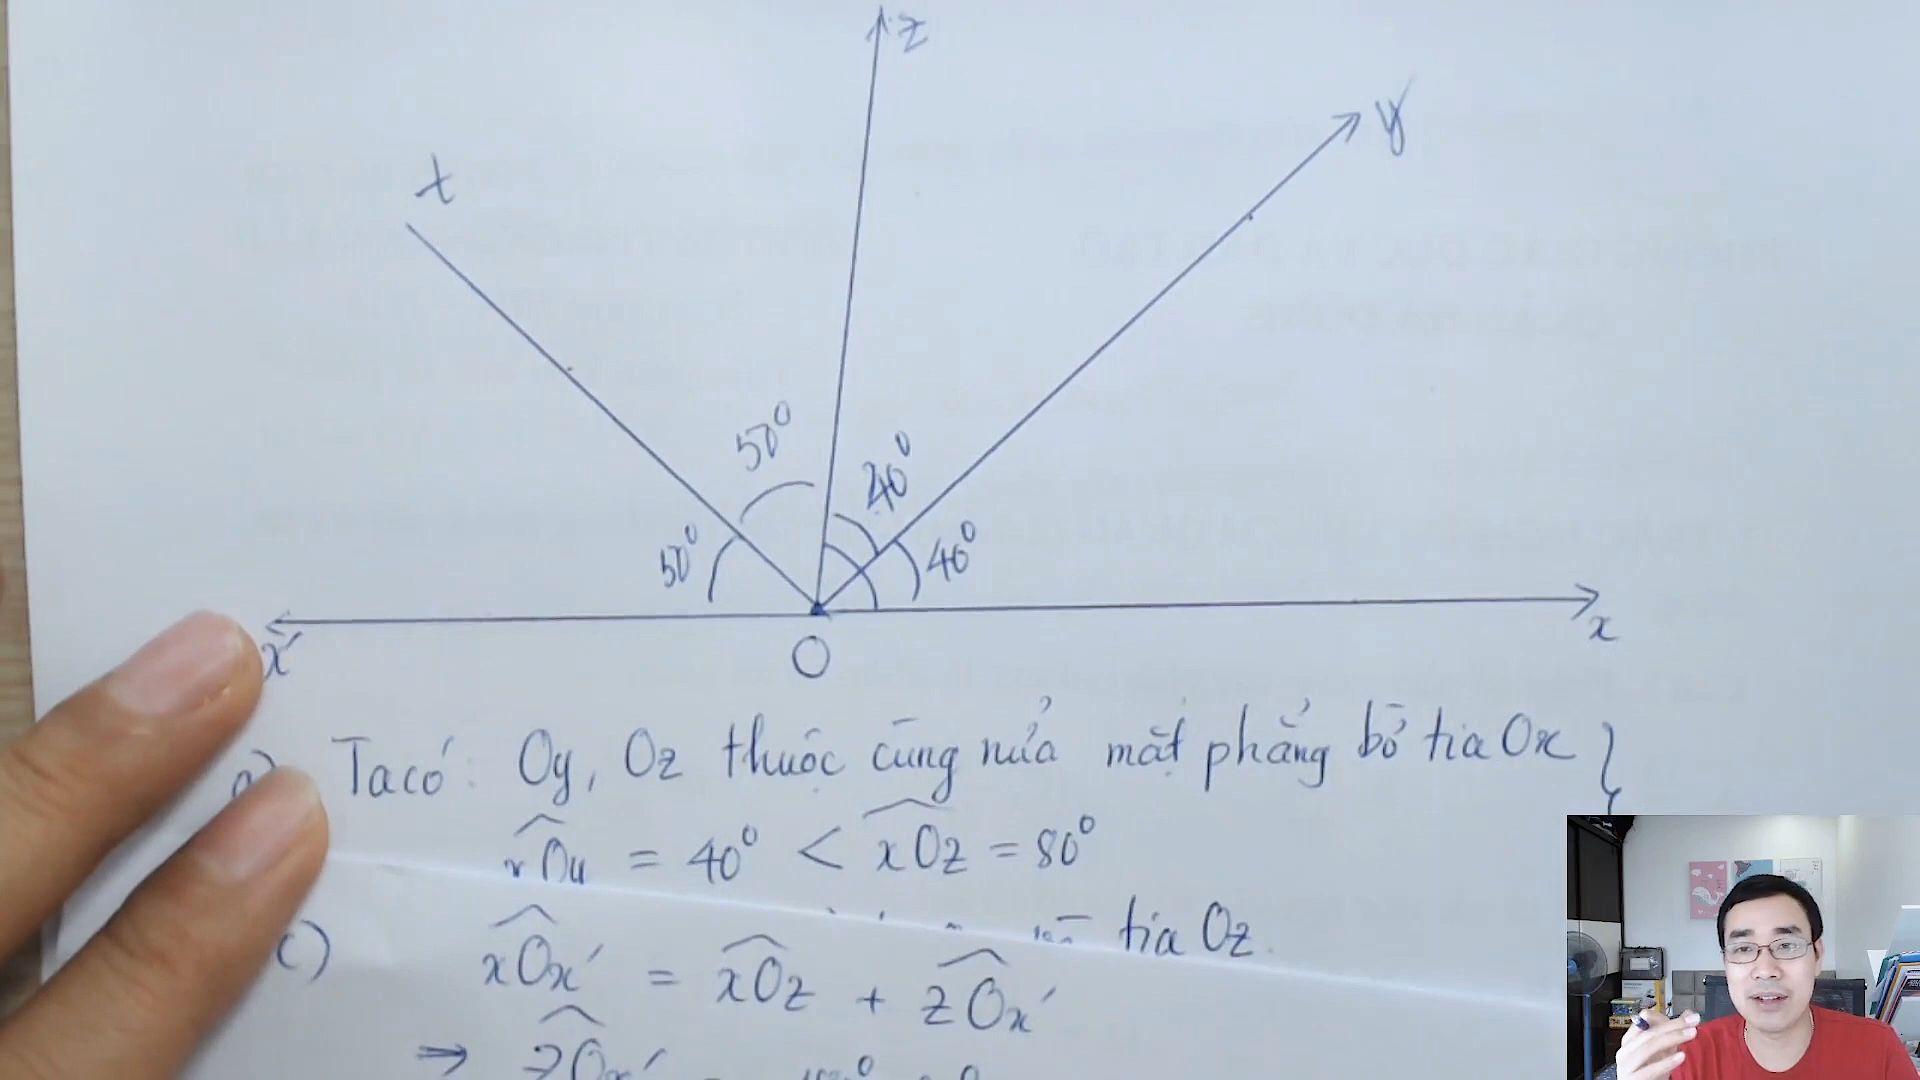 z
y
t
50°
40°
50°
40°
x'
O
x
a) Ta có: Oy, Oz thuộc cùng nửa mặt phẳng bờ tia Ox }
xOy = 40° < xOz = 80°
tia Oz.
c) xOx' = xOz + zOx'
⇒ zOx' =